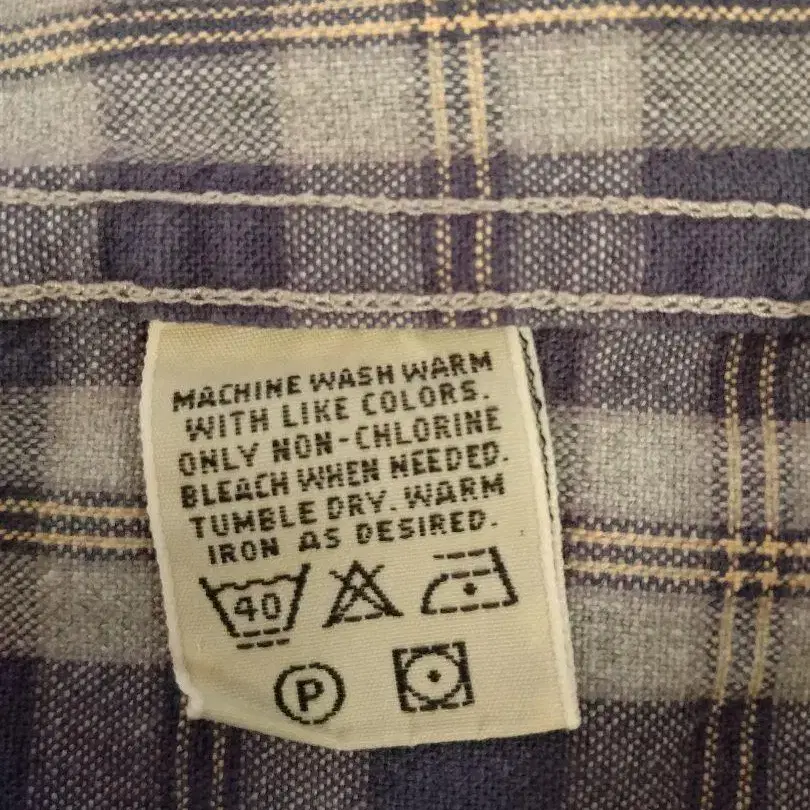 MACHINE WASH WARM
WITH LIKE COLORS.
ONLY NON-CHLORINE
BLEACH WHEN NEEDED.
TUMBLE DRY. WARM
IRON AS DESIRED.
40
P